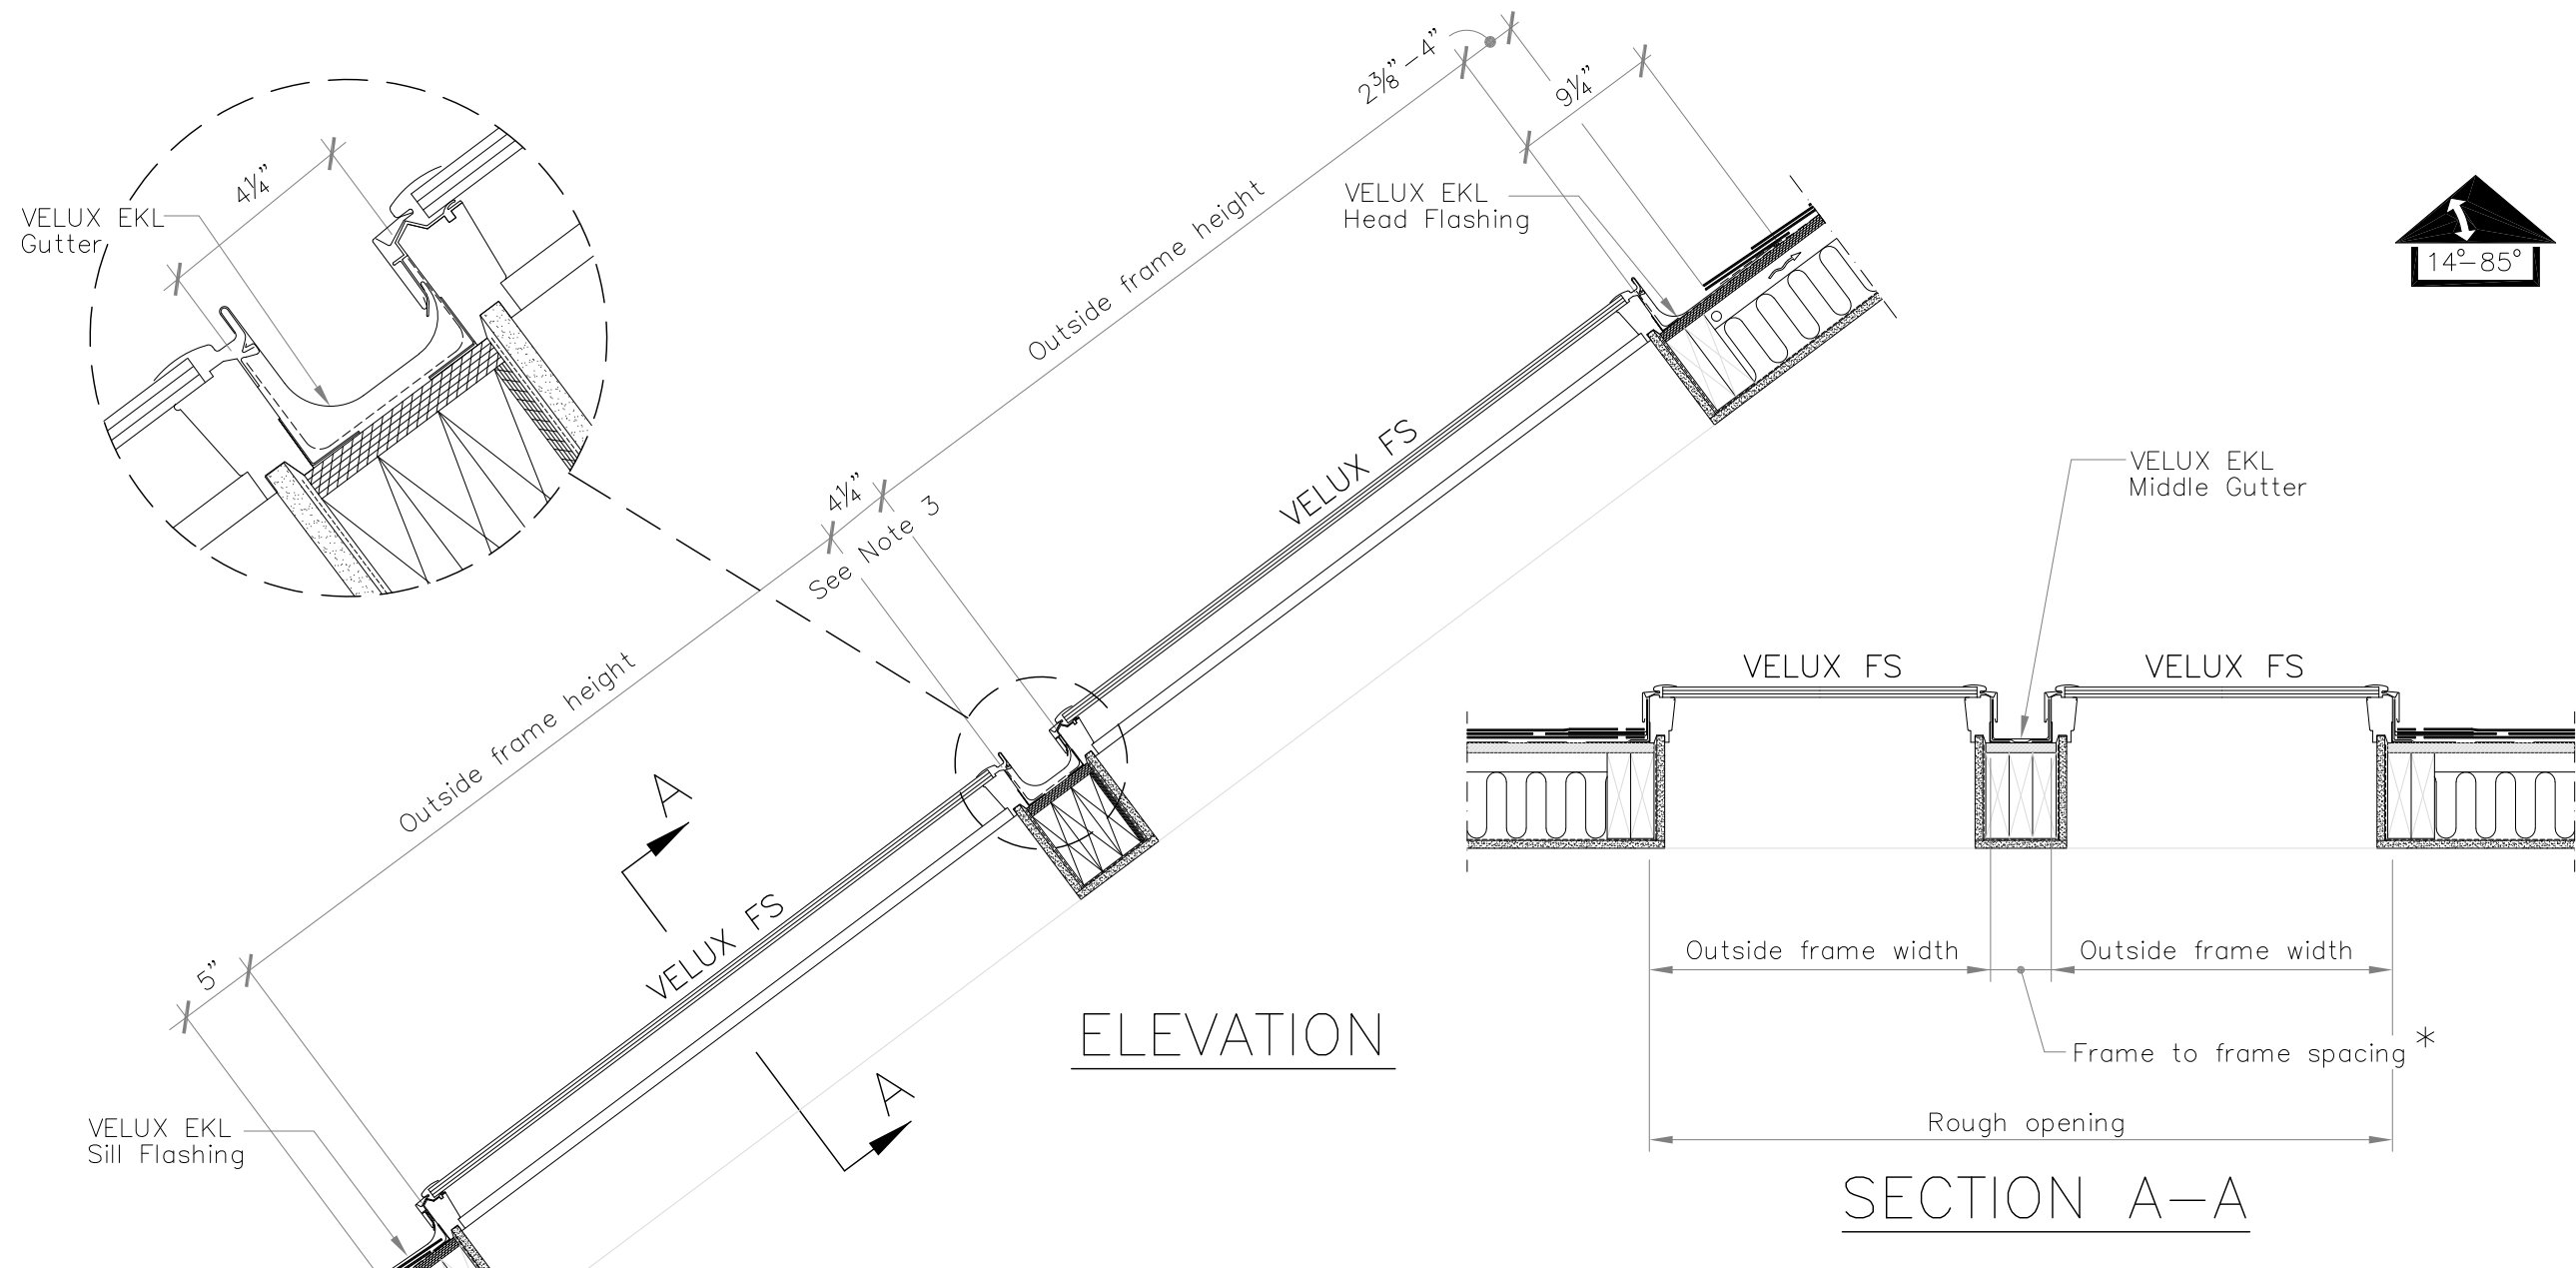 2⅜”–4”
9¼”
4¼”
VELUX EKL
Gutter
VELUX EKL
Head Flashing
Outside frame height
14°–85°
VELUX FS
4¼”
See Note 3
VELUX EKL
Middle Gutter
Outside frame height
VELUX FS
VELUX FS
A
VELUX FS
5”
Outside frame width
Outside frame width
ELEVATION
Frame to frame spacing *
A
VELUX EKL
Sill Flashing
Rough opening
SECTION A–A